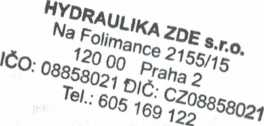 HYDRAULIKA ZDE s.r.o.
Na Folimance 2155/15
120 00 Praha 2
IČO: 08858021 DIČ: CZ08858021
Tel.: 605 169 122